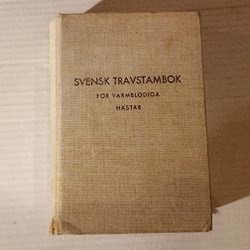 SVENSK TRAVSTAMBOK
FÖR VARMBLODIGA
HÄSTAR